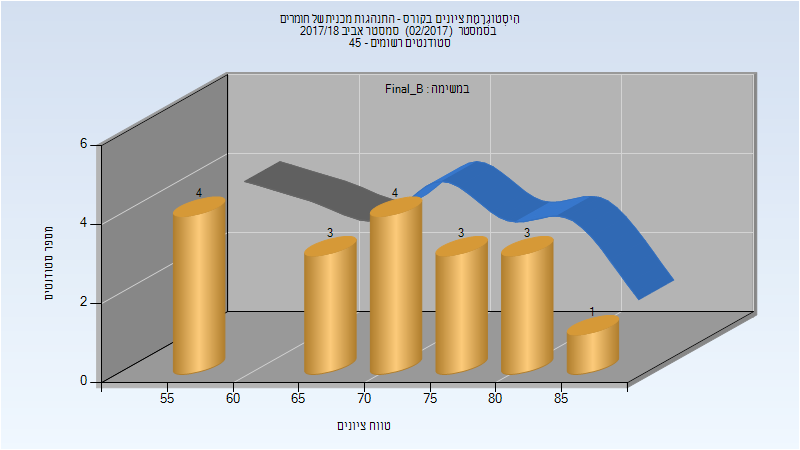 היסטוגרמת ציונים בקורס - התנהגות מכנית של חומרים
בסמסטר (02/2017) סמסטר אביב 2017/18
סטודנטים רשומים - 45
במשימה : Final_B
4
3
4
3
3
1
6
4
2
0
מספר סטודנטים
55
60
65
70
75
80
85
טווח ציונים